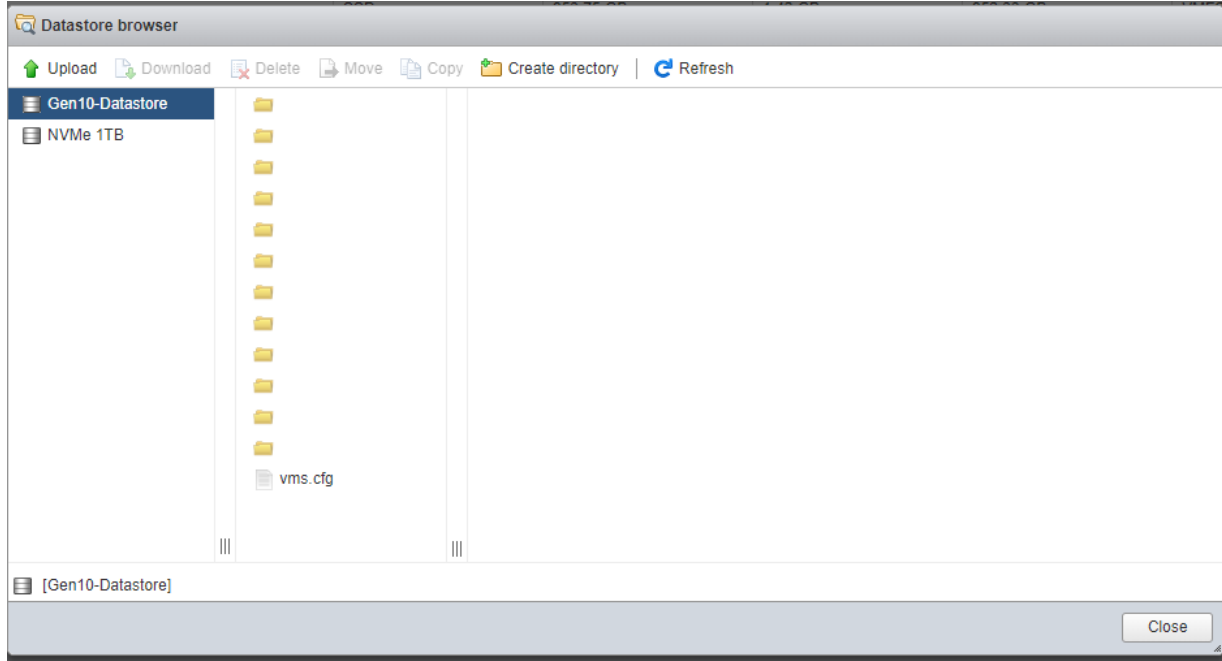 Datastore browser
Upload Download Delete Move Copy Create directory Refresh
Gen10-Datastore
NVMe 1TB
vms.cfg
[Gen10-Datastore]
Close